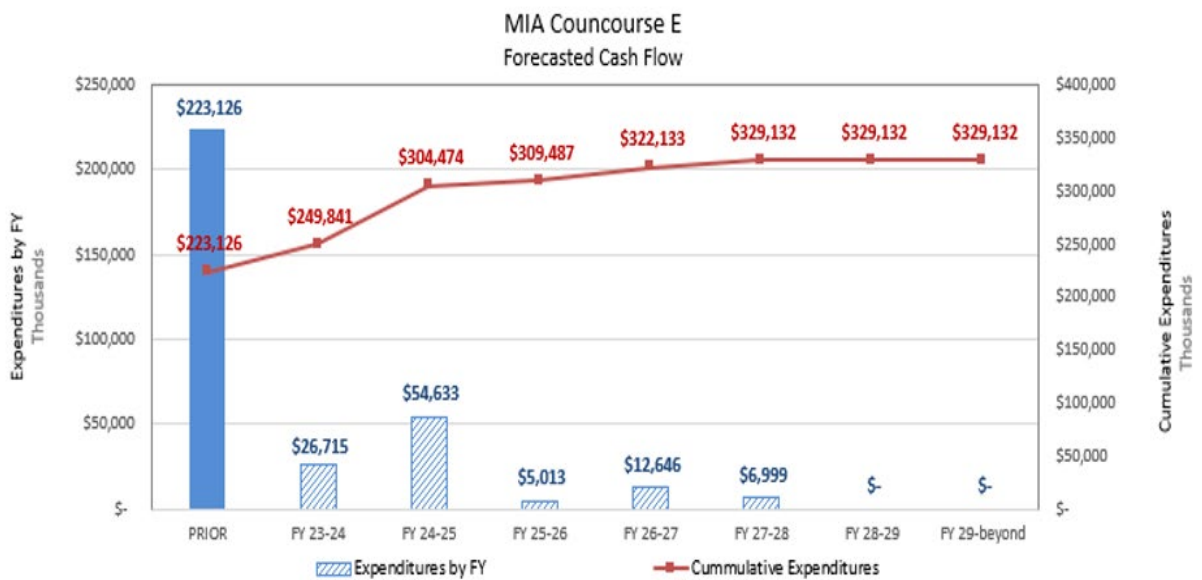 MIA Councourse E
Forecasted Cash Flow
$250,000
$200,000
$150,000
$100,000
$50,000
$-
Expenditures by FY
Thousands
$400,000
$350,000
$300,000
$250,000
$200,000
$150,000
$100,000
$50,000
$-
Cumulative Expenditures
Thousands
$223,126
$223,126
$249,841
$304,474
$309,487
$322,133
$329,132
$329,132
$329,132
$26,715
$54,633
$5,013
$12,646
$6,999
$-
$-
PRIOR
FY 23-24
FY 24-25
FY 25-26
FY 26-27
FY 27-28
FY 28-29
FY 29-beyond
Expenditures by FY
Cummulative Expenditures